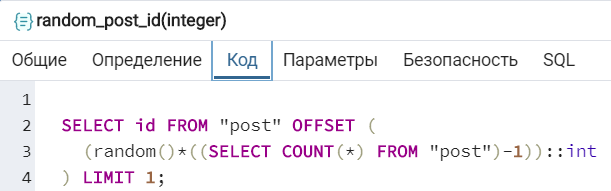 random_post_id(integer)
Общие Определение Код Параметры Безопасность SQL
1
2 SELECT id FROM "post" OFFSET (
3 (random()*((SELECT COUNT(*) FROM "post")-1))::int
4 ) LIMIT 1;